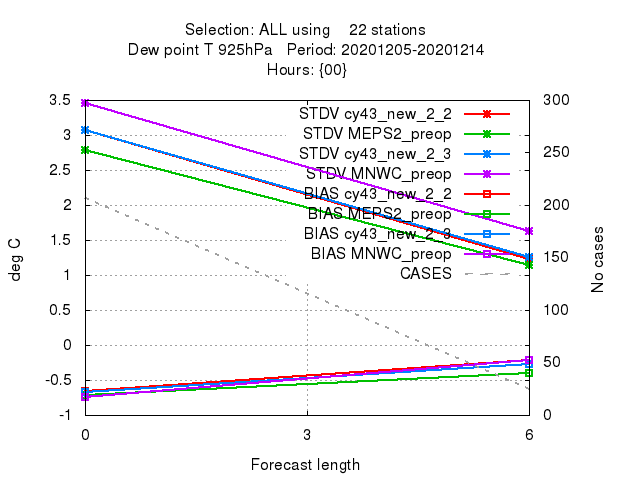 Selection: ALL using    22 stations
Dew point T 925hPa   Period: 20201205-20201214
Hours: {00}
3.5
3
2.5
2
1.5
1
0.5
0
-0.5
-1
deg C
STDV cy43_new_2_2
STDV MEPS2_preop
STDV cy43_new_2_3
STDV MNWC_preop
BIAS cy43_new_2_2
BIAS MEPS2_preop
BIAS cy43_new_2_3
BIAS MNWC_preop
CASES
300
250
200
150
100
50
0
No cases
0 3 6
Forecast length